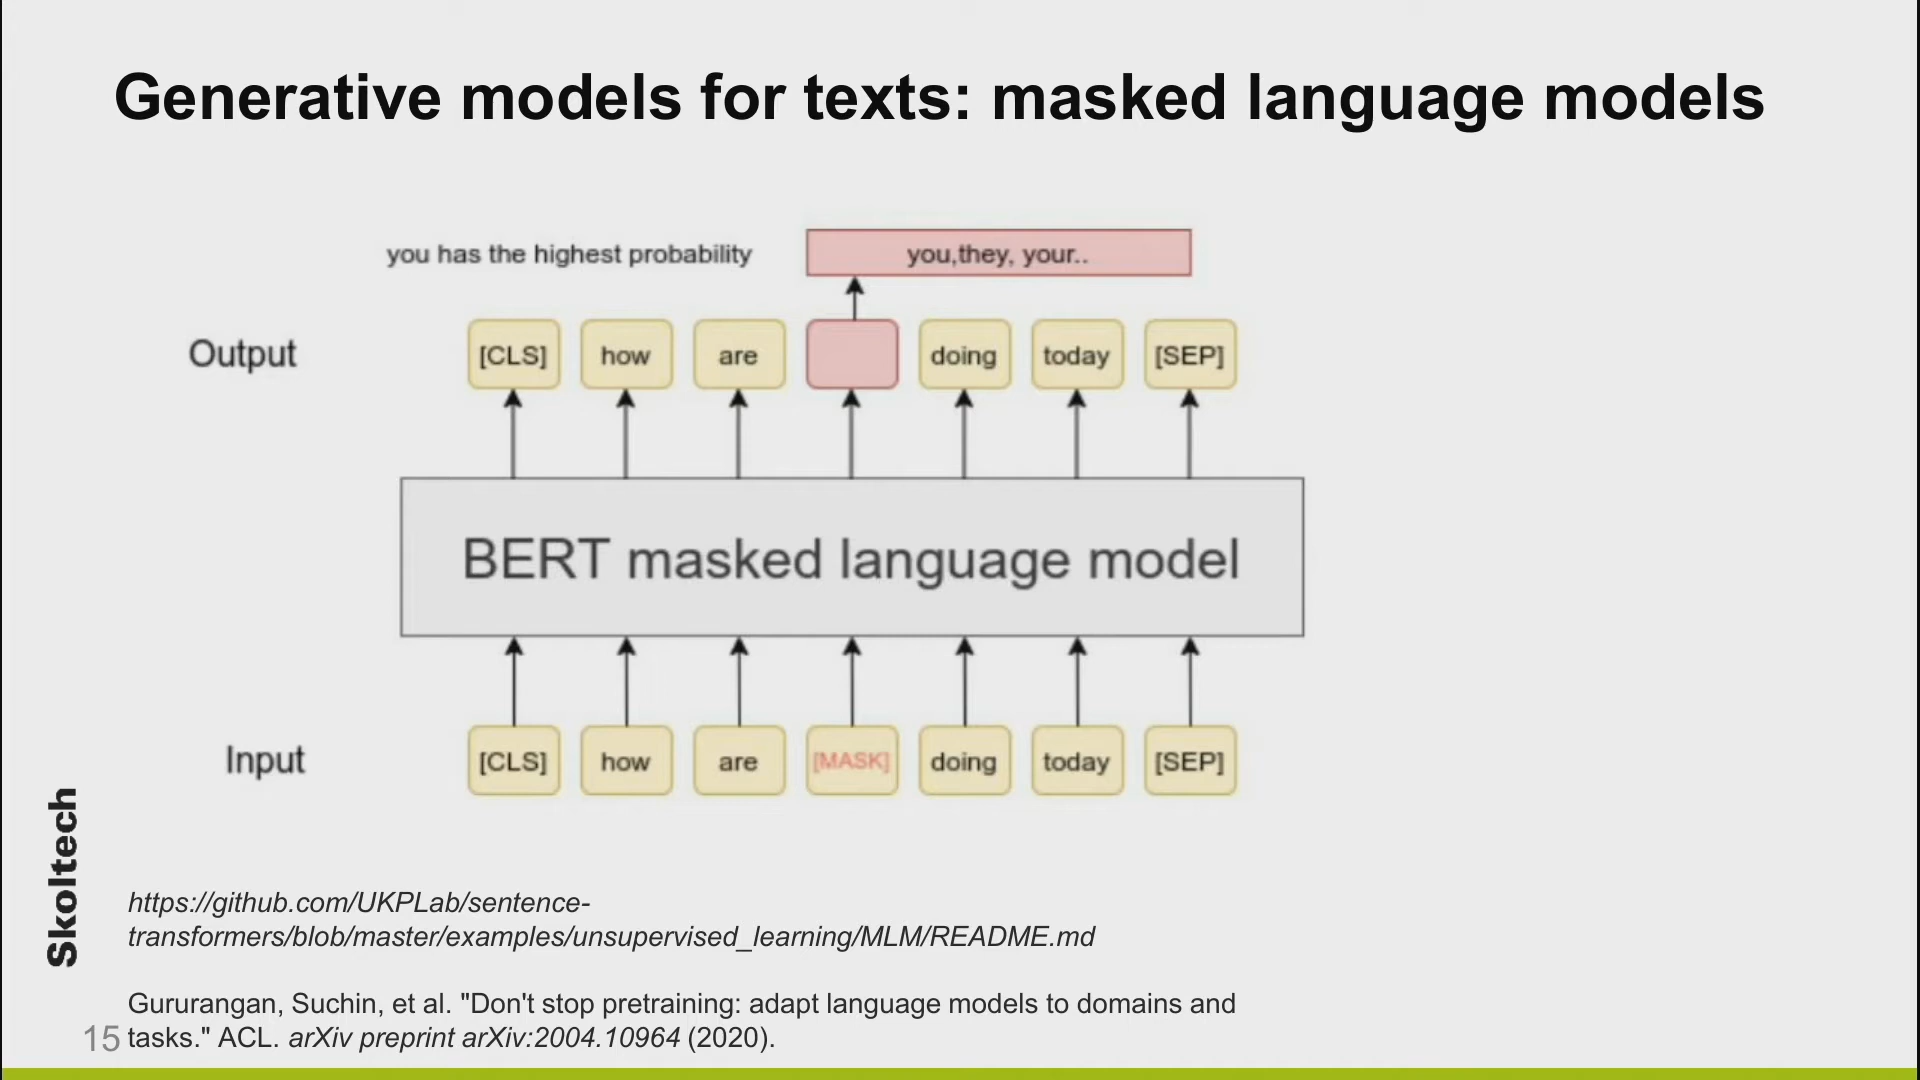 Generative models for texts: masked language models
you has the highest probability
you,they, your..
Output
[CLS] how are doing today [SEP]
BERT masked language model
Input
[CLS] how are [MASK] doing today [SEP]
Skoltech
https://github.com/UKPLab/sentence-
transformers/blob/master/examples/unsupervised_learning/MLM/README.md
Gururangan, Suchin, et al. "Don't stop pretraining: adapt language models to domains and
tasks." ACL. arXiv preprint arXiv:2004.10964 (2020).
15